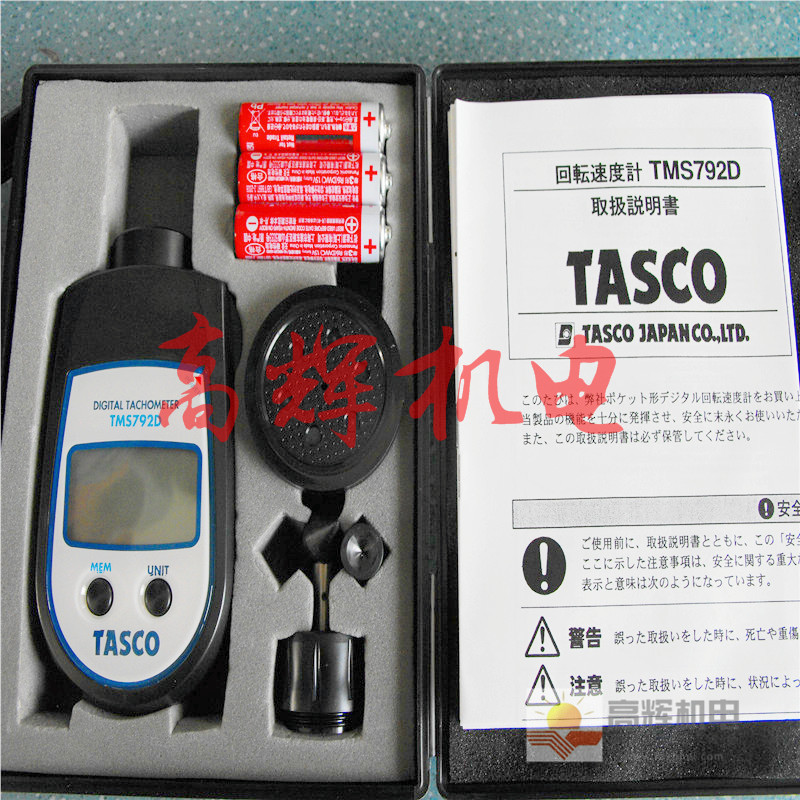 Pb
Not for
Retail Trade
回転速度計 TMS792D
取扱説明書
TASCO
TASCO JAPAN CO.,LTD.
このたびは、弊社ポケット形デジタル回転速度計をお買い上
当製品の機能を十分に発揮させ、安全に末永くお使いいただ
また、この取扱説明書は必ず保管してください。
安全
ご使用前に、取扱説明書とともに、この「安全
ここに示した注意事項は、安全に関する重大な
表示と意味は次のようになっています。
警告 誤った取扱いをした時に、死亡や重傷
注意 誤った取扱いをした時に、状況によっ
高辉机电
DIGITAL TACHOMETER
TMS792D
MEM UNIT
TASCO
高辉机电